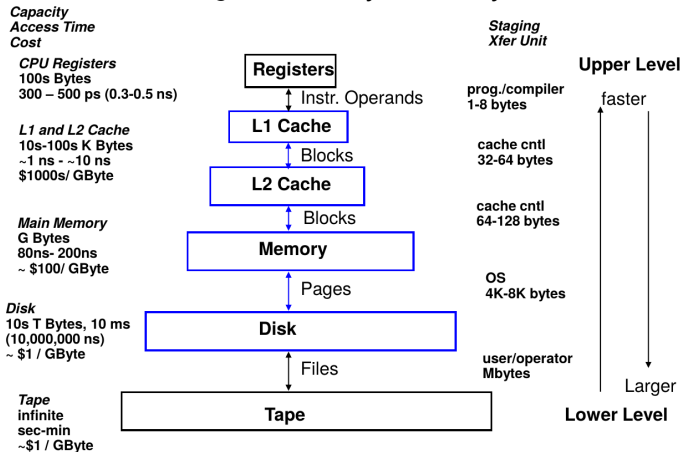 Capacity
Access Time
Cost
Staging
Xfer Unit
CPU Registers
100s Bytes
300 – 500 ps (0.3-0.5 ns)
Registers
Upper Level
Instr. Operands
prog./compiler
1-8 bytes
faster
L1 and L2 Cache
10s-100s K Bytes
~1 ns - ~10 ns
$1000s/ GByte
L1 Cache
Blocks
cache cntl
32-64 bytes
L2 Cache
Blocks
cache cntl
64-128 bytes
Main Memory
G Bytes
80ns- 200ns
~ $100/ GByte
Memory
Pages
OS
4K-8K bytes
Disk
10s T Bytes, 10 ms
(10,000,000 ns)
~ $1 / GByte
Disk
Files
user/operator
Mbytes
Larger
Tape
infinite
sec-min
~$1 / GByte
Tape
Lower Level